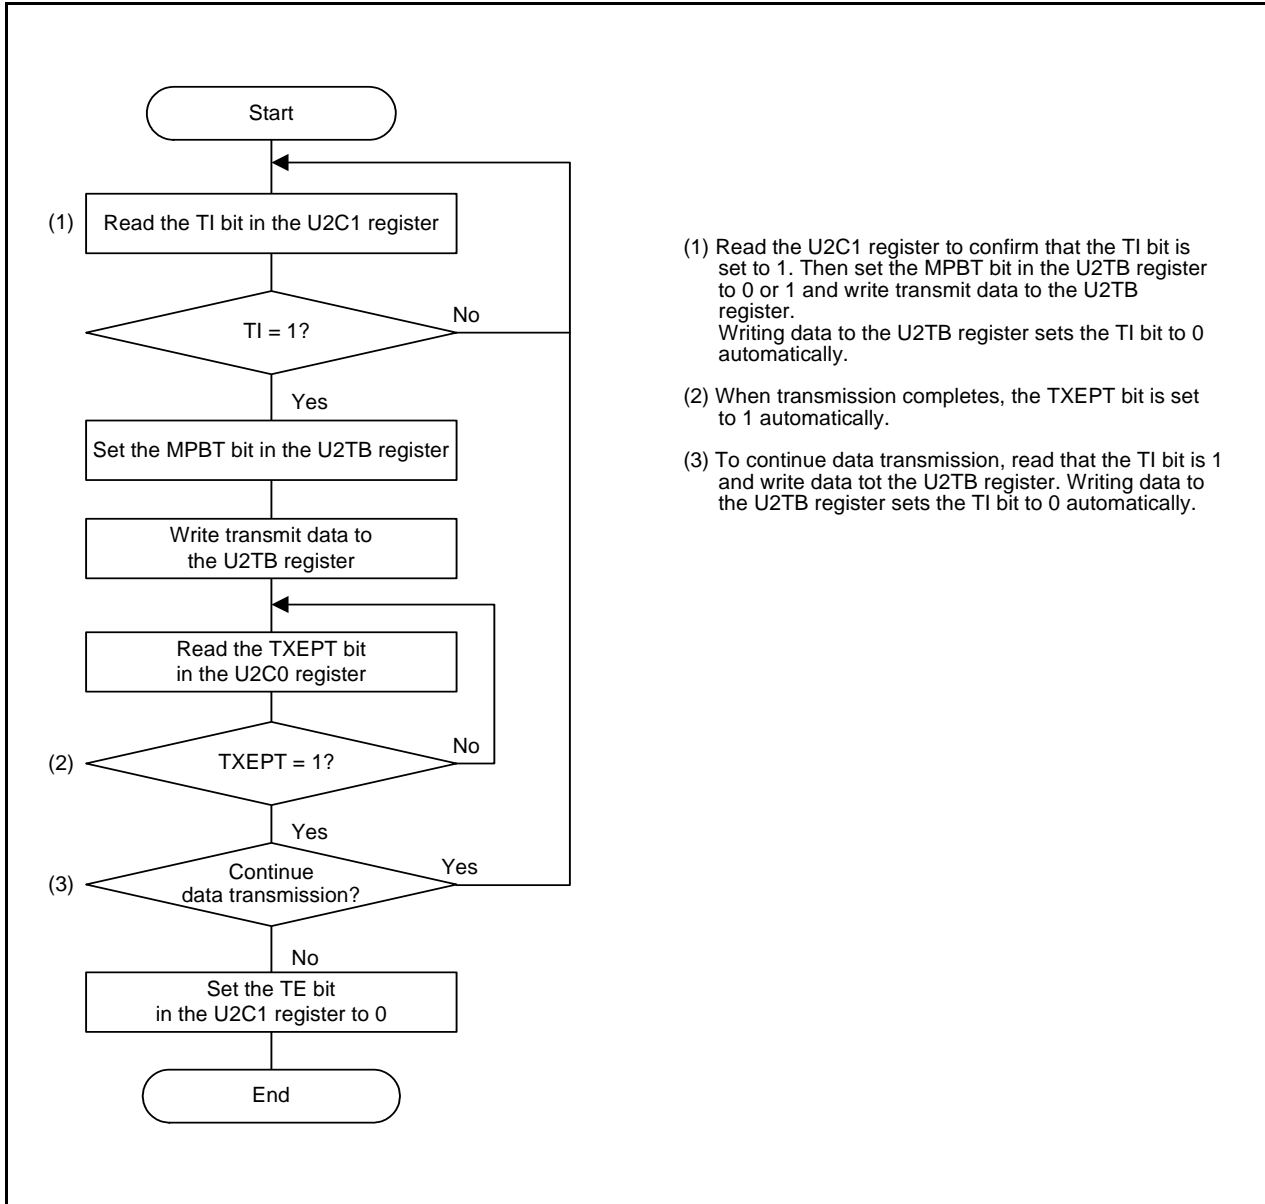 Start
(1) Read the TI bit in the U2C1 register
TI = 1?
No
Yes
Set the MPBT bit in the U2TB register
Write transmit data to
the U2TB register
Read the TXEPT bit
in the U2C0 register
(2) TXEPT = 1?
No
Yes
(3) Continue
data transmission?
Yes
No
Set the TE bit
in the U2C1 register to 0
End
(1) Read the U2C1 register to confirm that the TI bit is
set to 1. Then set the MPBT bit in the U2TB register
to 0 or 1 and write transmit data to the U2TB
register.
Writing data to the U2TB register sets the TI bit to 0
automatically.
(2) When transmission completes, the TXEPT bit is set
to 1 automatically.
(3) To continue data transmission, read that the TI bit is 1
and write data tot the U2TB register. Writing data to
the U2TB register sets the TI bit to 0 automatically.